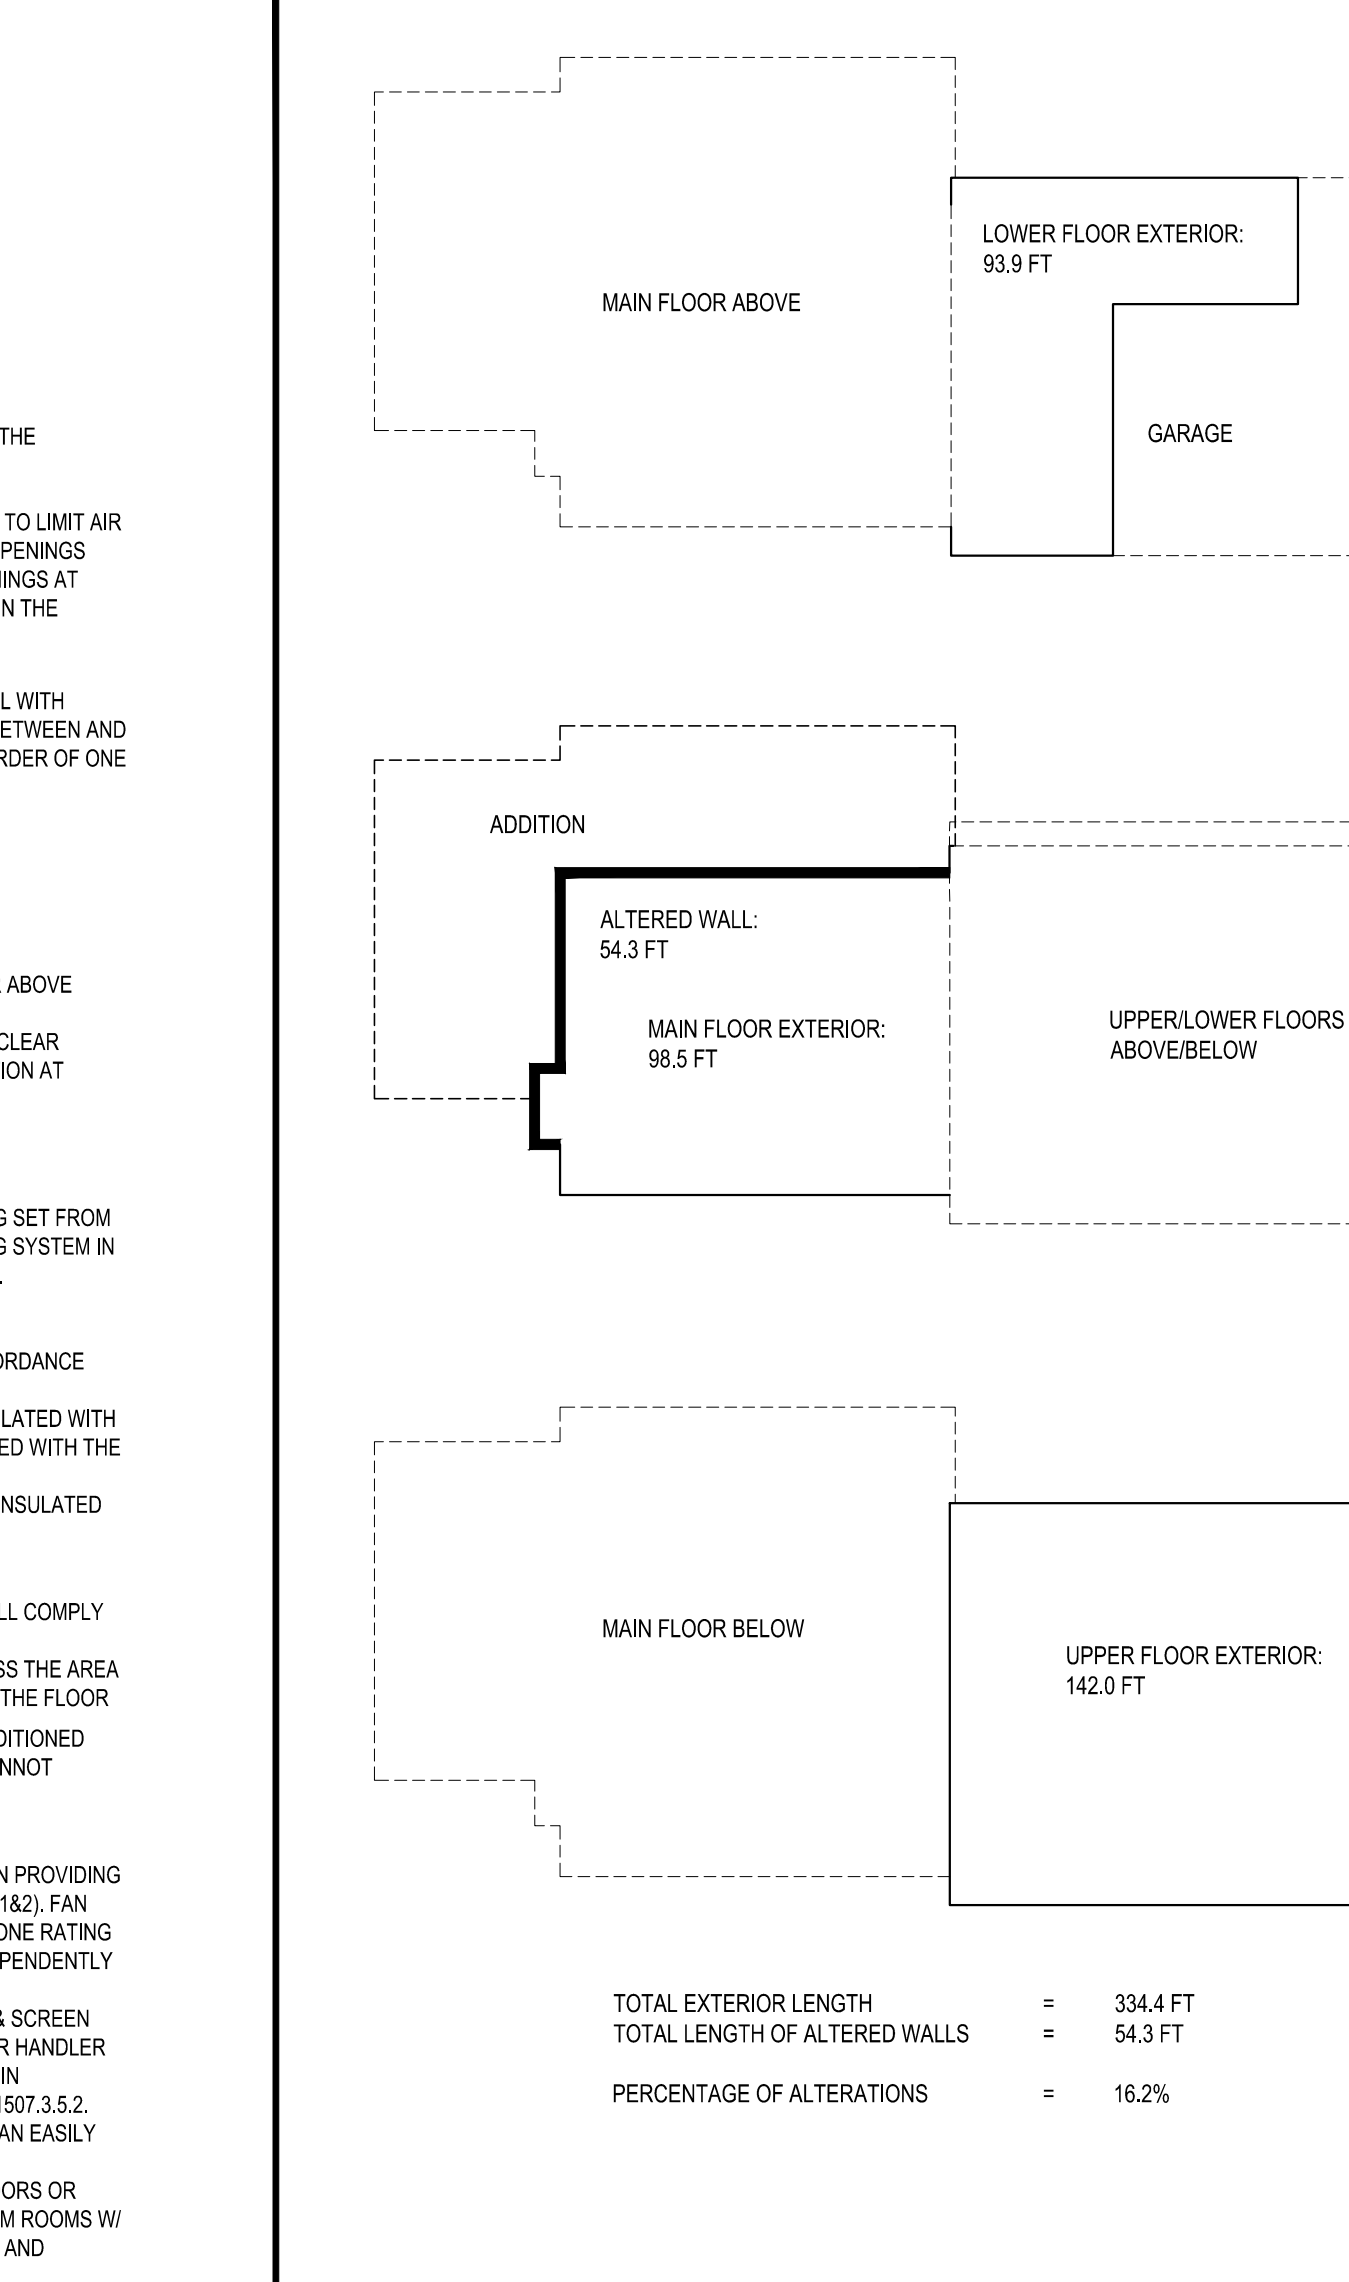 THE
TO LIMIT AIR
AT
N THE
L WITH
ETWEEN AND
RDER OF ONE
ABOVE
CLEAR
ION AT
SET FROM
SYSTEM IN
ORDANCE
LATED WITH
ED WITH THE
NSULATED
LL COMPLY
SS THE AREA
THE FLOOR
DITIONED
NNOT
N PROVIDING
1&2). FAN
ONE RATING
PENDENTLY
& SCREEN
R HANDLER
IN
1507.3.5.2.
AN EASILY
ORS OR
M ROOMS W/
AND
MAIN FLOOR ABOVE
LOWER FLOOR EXTERIOR:
93.9 FT
GARAGE
ADDITION
ALTERED WALL:
54.3 FT
MAIN FLOOR EXTERIOR:
98.5 FT
UPPER/LOWER FLOORS
ABOVE/BELOW
MAIN FLOOR BELOW
UPPER FLOOR EXTERIOR:
142.0 FT
TOTAL EXTERIOR LENGTH = 334.4 FT
TOTAL LENGTH OF ALTERED WALLS = 54.3 FT
PERCENTAGE OF ALTERATIONS = 16.2%